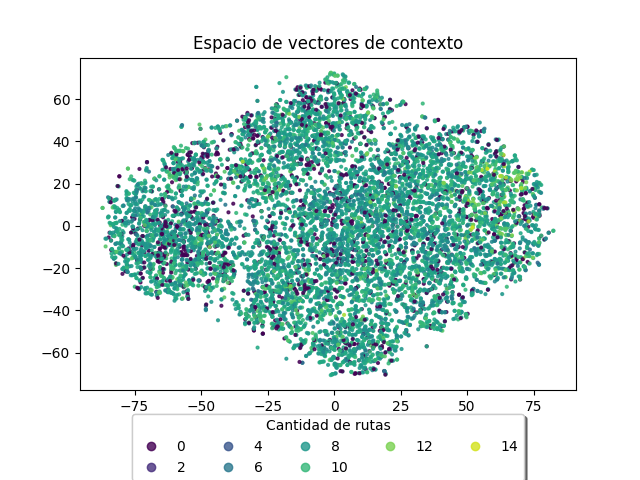 Espacio de vectores de contexto
60
40
20
0
−20
−40
−60
−75 −50 −25 0 25 50 75
Cantidad de rutas
0 4 8 12 14
2 6 10